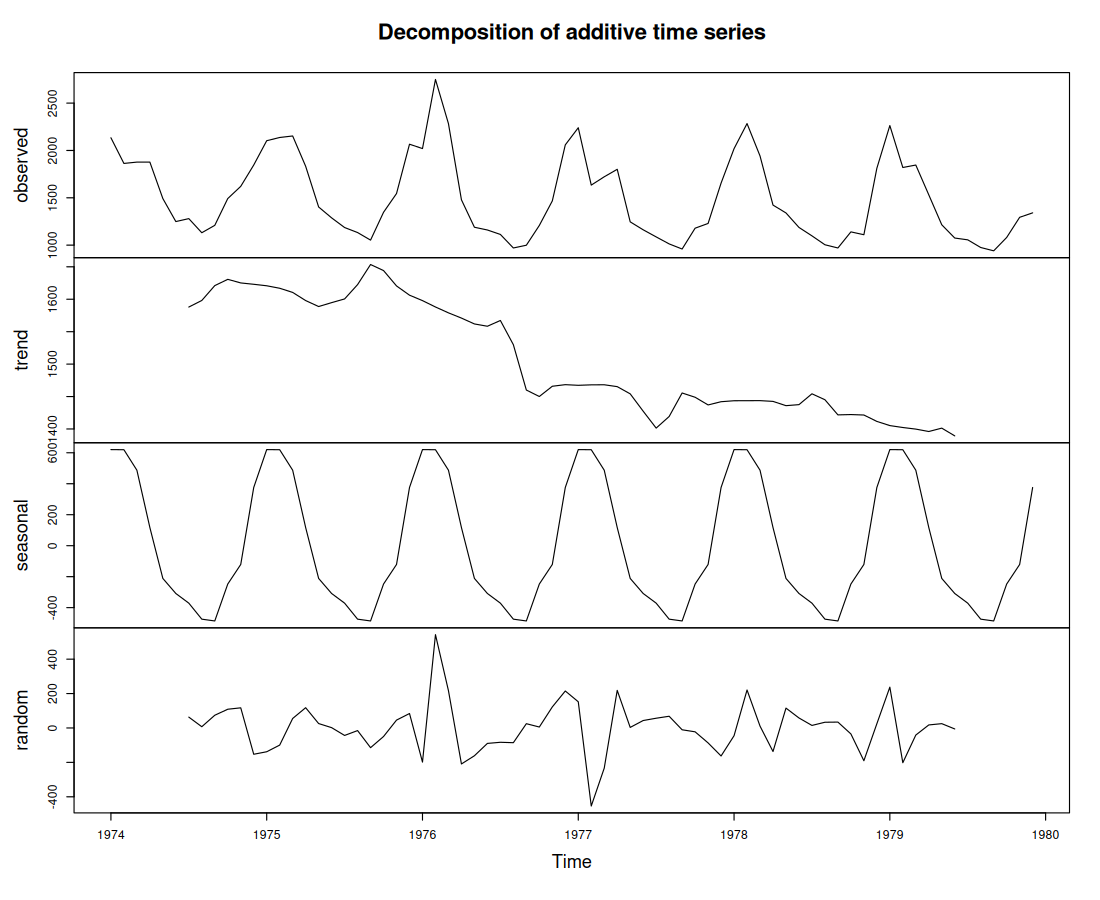 Decomposition of additive time series
observed
1000 1500 2000 2500
trend
1400 1500 1600
seasonal
-400 0 200 600
random
-400 0 200 400
1974 1975 1976 1977 1978 1979 1980
Time